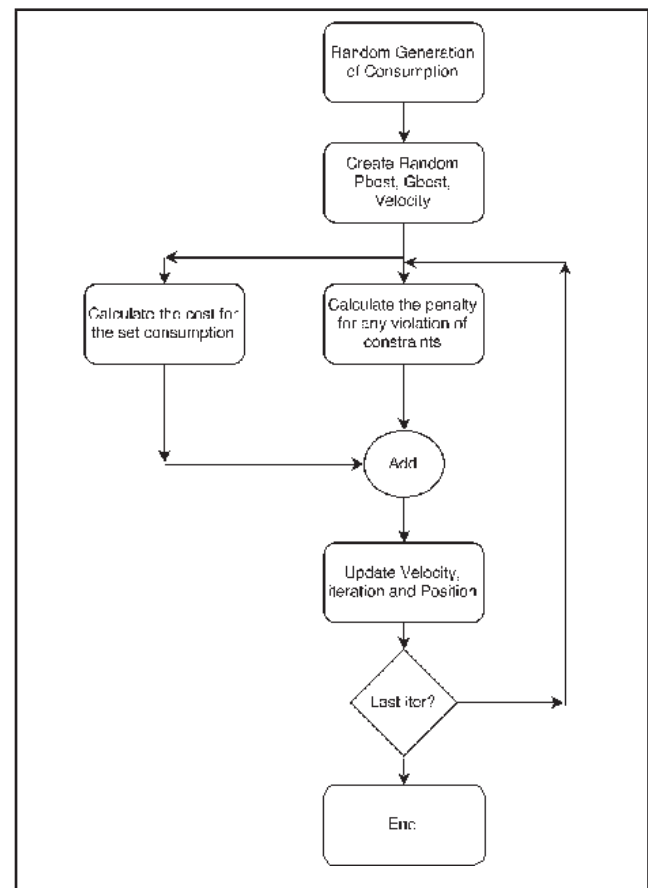 Random Generation
of Consumption
Create Random
Pbest, Gbest,
Velocity
Calculate the cost for
the set consumption
Calculate the penalty
for any violation of
constraints
Add
Update Velocity,
iteration and Position
Last iter?
End